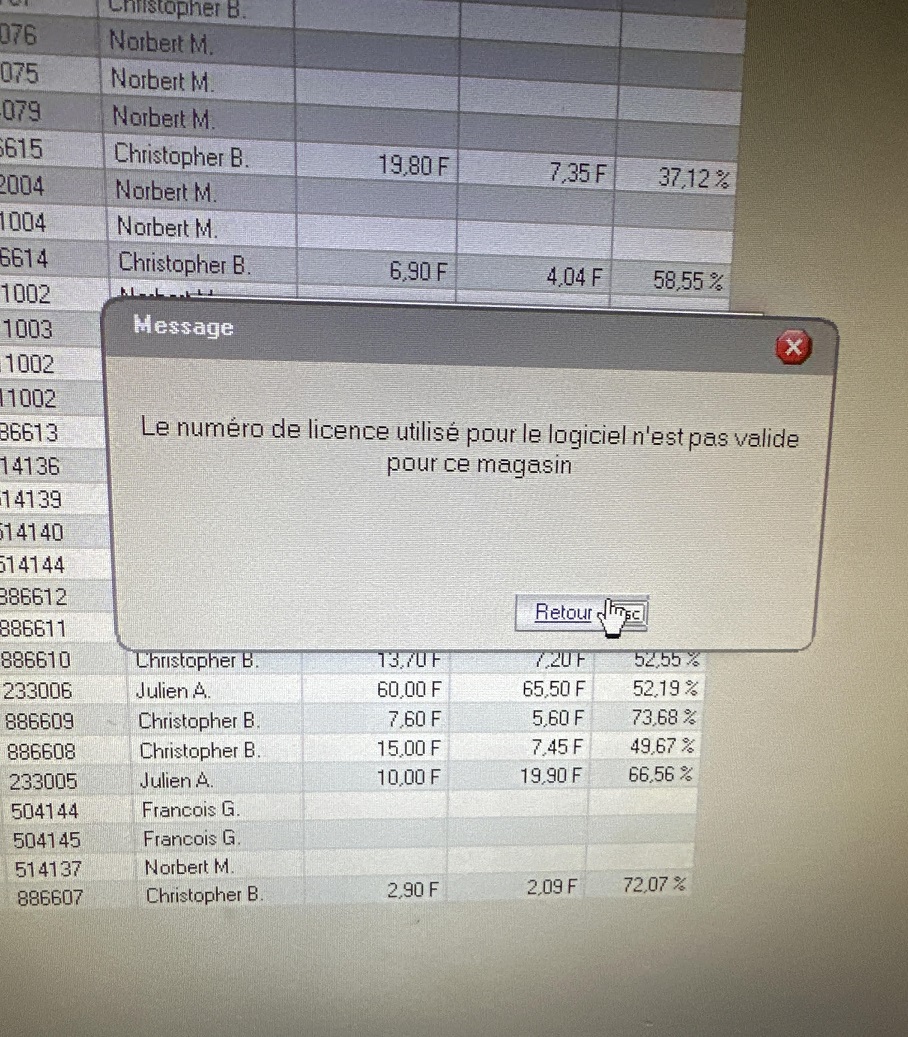 Christopher B.
076 Norbert M.
075 Norbert M.
079 Norbert M.
6615 Christopher B. 19,80 F 7,35 F 37,12 %
2004 Norbert M.
1004 Norbert M.
6614 Christopher B. 6,90 F 4,04 F 58,55 %
1002
1003
1002
11002
86613
14136
14139
514140
514144
886612
886611
Message
Le numéro de licence utilisé pour le logiciel n'est pas valide
pour ce magasin
Retour
886610 Christopher B. 13,70 F 7,20 F 52,55 %
233006 Julien A. 60,00 F 65,50 F 52,19 %
886609 Christopher B. 7,60 F 5,60 F 73,68 %
886608 Christopher B. 15,00 F 7,45 F 49,67 %
233005 Julien A. 10,00 F 19,90 F 66,56 %
504144 Francois G.
504145 Francois G.
514137 Norbert M.
886607 Christopher B. 2,90 F 2,09 F 72,07 %